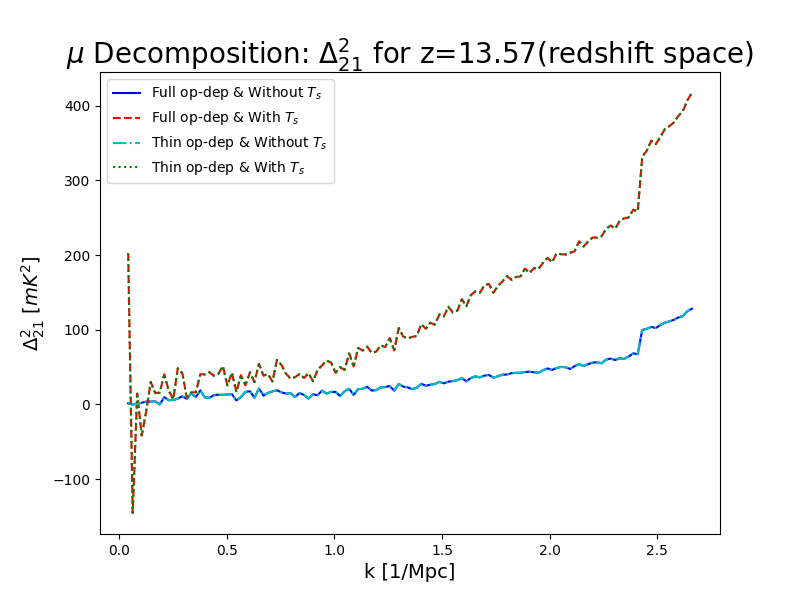 μ Decomposition: Δ²₂₁ for z=13.57(redshift space)
Full op-dep & Without Tₛ
Full op-dep & With Tₛ
Thin op-dep & Without Tₛ
Thin op-dep & With Tₛ
Δ²₂₁ [mK²]
400
300
200
100
0
−100
0.0 0.5 1.0 1.5 2.0 2.5
k [1/Mpc]